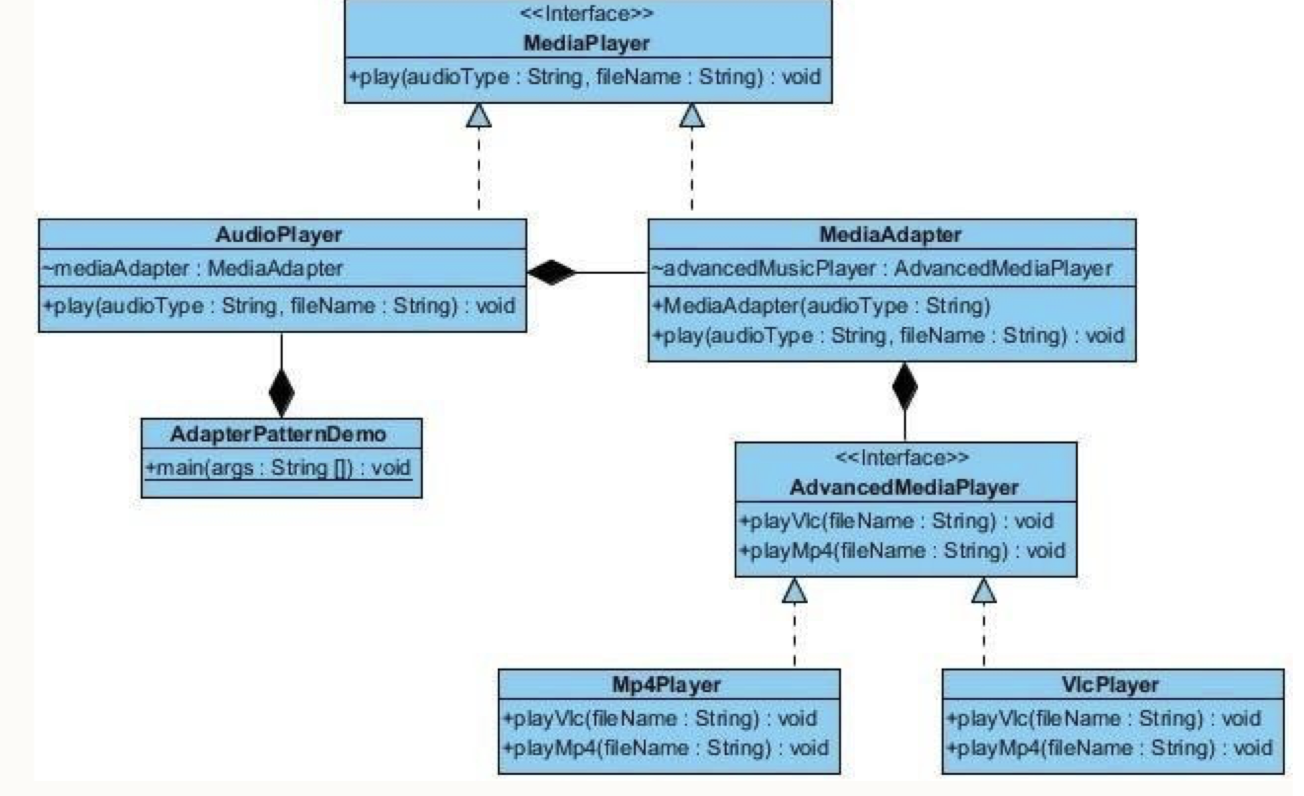 <<Interface>>
MediaPlayer
+play(audioType : String, fileName : String) : void
AudioPlayer
~mediaAdapter : MediaAdapter
+play(audioType : String, fileName : String) : void
MediaAdapter
~advancedMusicPlayer : AdvancedMediaPlayer
+MediaAdapter(audioType : String)
+play(audioType : String, fileName : String) : void
AdapterPatternDemo
+main(args : String []) : void
<<Interface>>
AdvancedMediaPlayer
+playVlc(fileName : String) : void
+playMp4(fileName : String) : void
Mp4Player
+playVlc(fileName : String) : void
+playMp4(fileName : String) : void
VlcPlayer
+playVlc(fileName : String) : void
+playMp4(fileName : String) : void